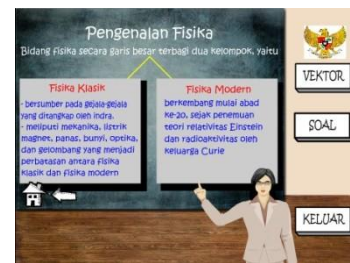 Pengenalan Fisika
Bidang fisika secara garis besar terbagi dua kelompok, yaitu
Fisika Klasik
- bersumber pada gejala-gejala
yang ditangkap oleh indra.
- meliputi mekanika, listrik
magnet, panas, bunyi, optika,
dan gelombang yang menjadi
perbatasan antara fisika
klasik dan fisika modern
Fisika Modern
berkembang mulai abad
ke-20, sejak penemuan
teori relativitas Einstein
dan radioaktivitas oleh
keluarga Curie
VEKTOR
SOAL
KELUAR